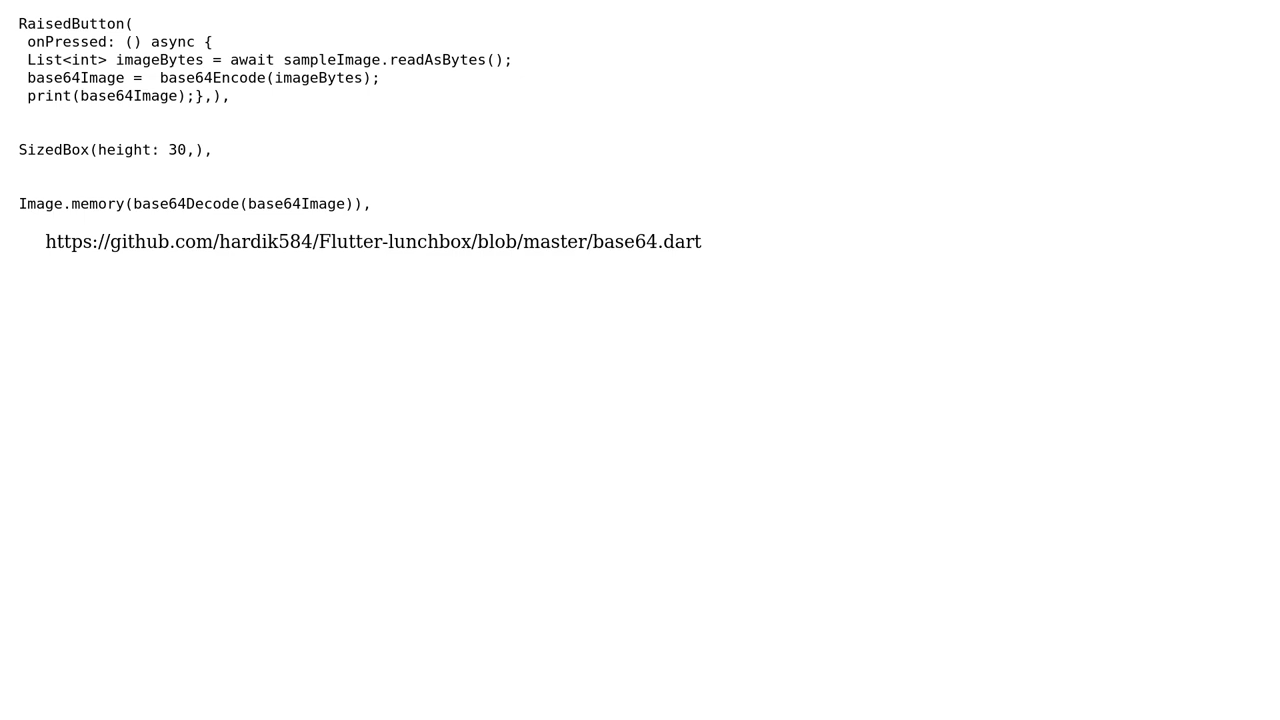 RaisedButton(
onPressed: () async {
List<int> imageBytes = await sampleImage.readAsBytes();
base64Image =  base64Encode(imageBytes);
print(base64Image);},),
SizedBox(height: 30,),
Image.memory(base64Decode(base64Image)),
https://github.com/hardik584/Flutter-lunchbox/blob/master/base64.dart